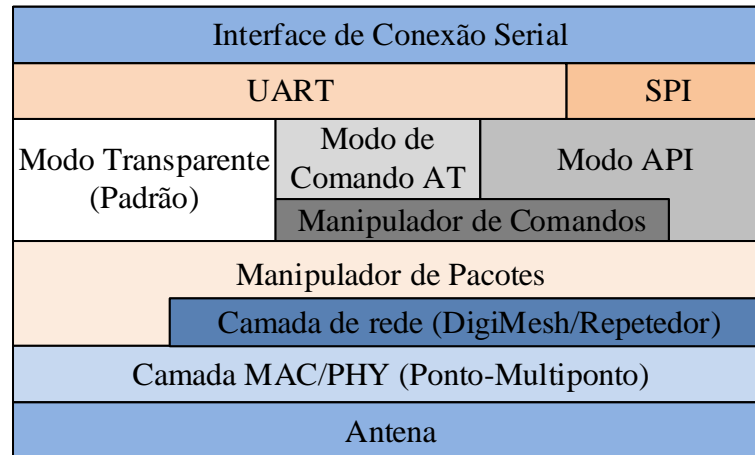 Interface de Conexão Serial
UART
SPI
Modo Transparente
(Padrão)
Modo de
Comando AT
Modo API
Manipulador de Comandos
Manipulador de Pacotes
Camada de rede (DigiMesh/Repetedor)
Camada MAC/PHY (Ponto-Multiponto)
Antena